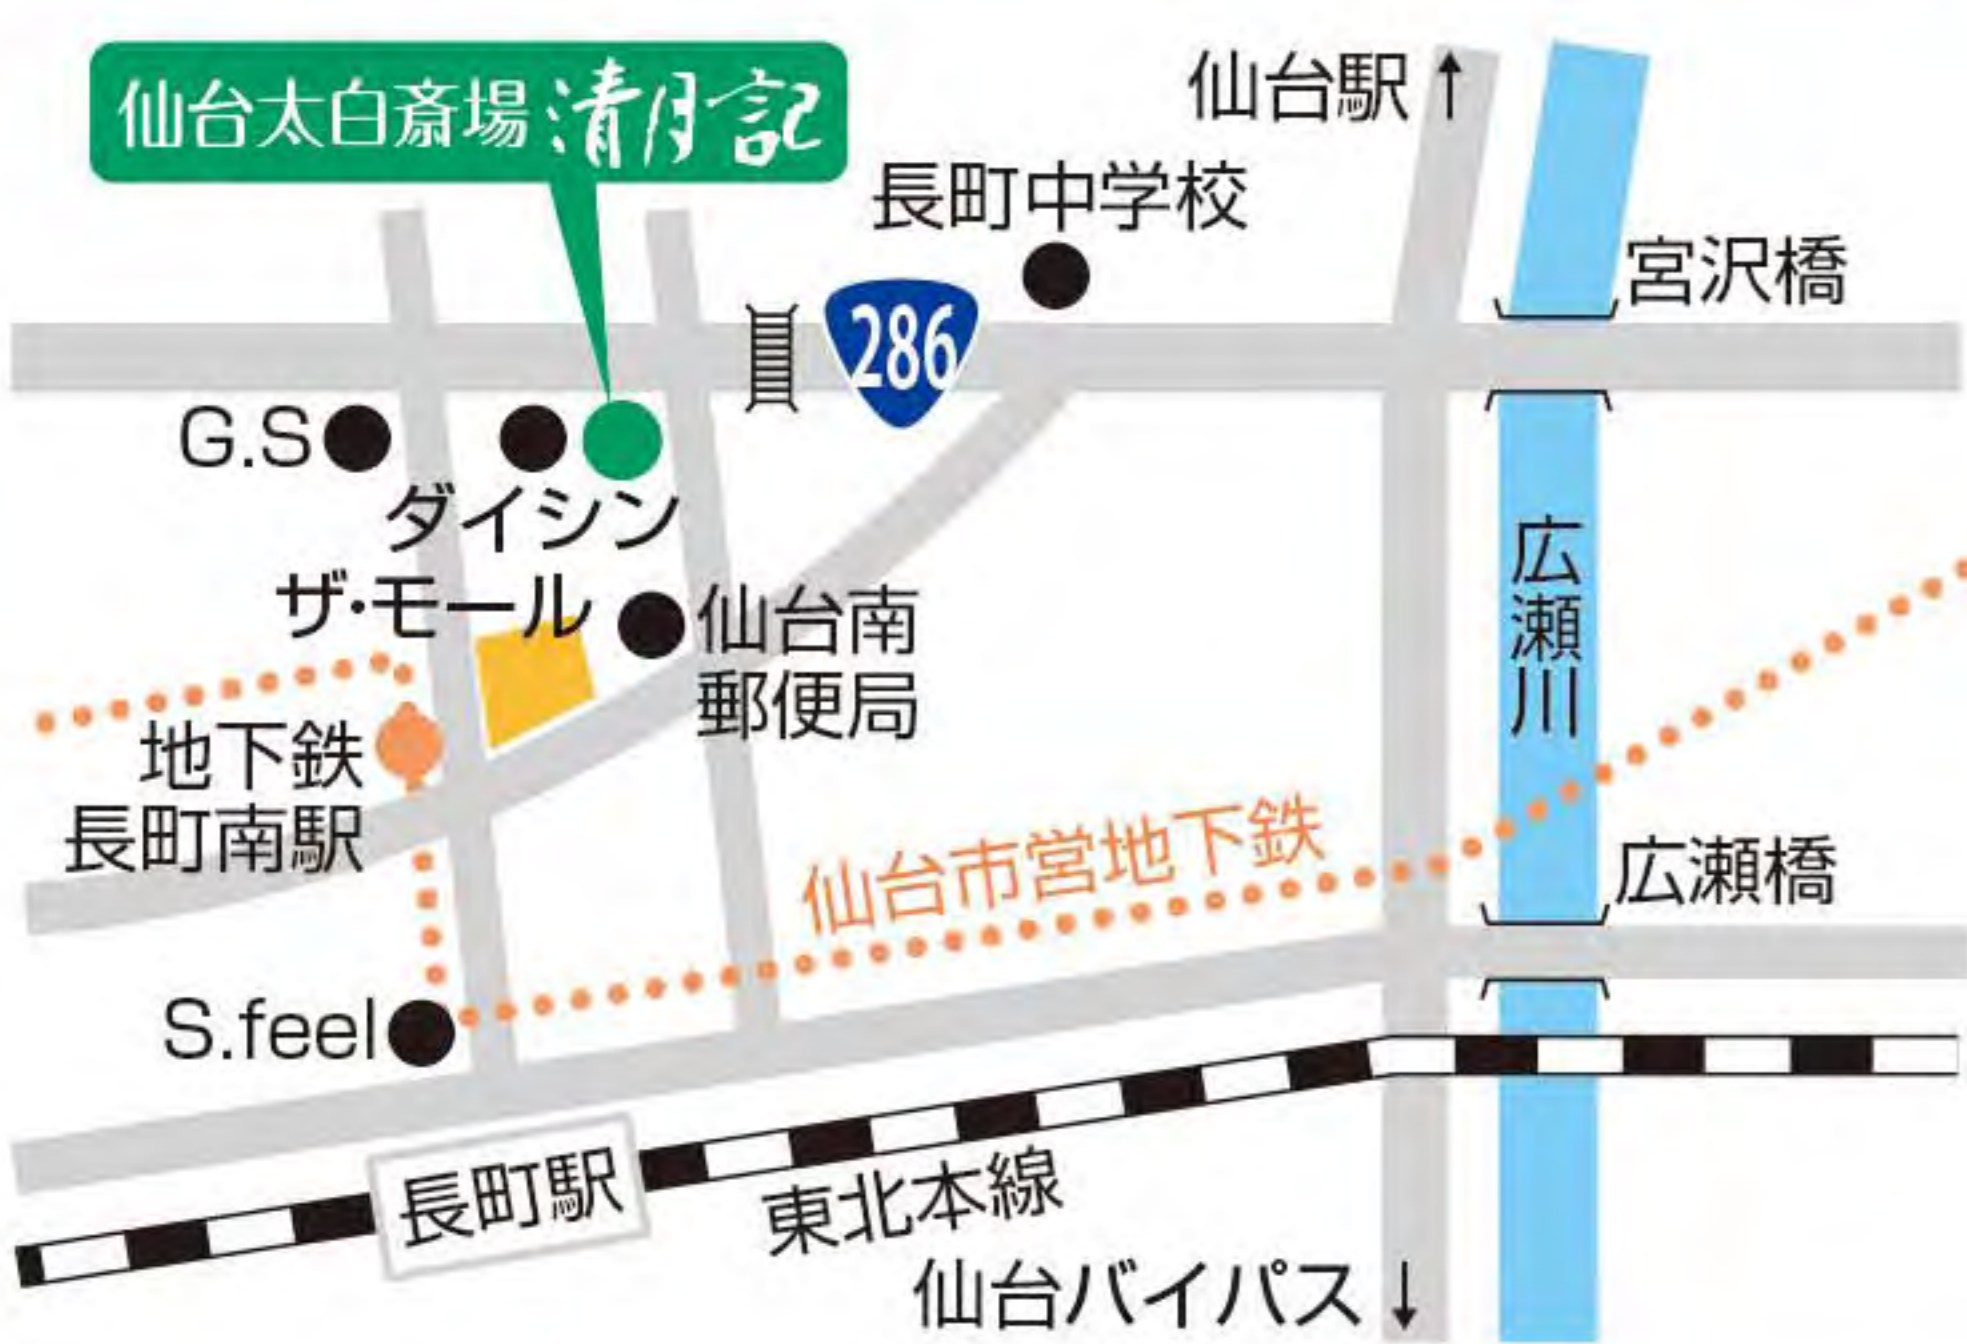 仙台太白斎場 清月記
仙台駅↑
長町中学校
宮沢橋
286
G.S
ダイシン
ザ・モール
仙台南
郵便局
広瀬川
地下鉄
長町南駅
仙台市営地下鉄
広瀬橋
S.feel
長町駅
東北本線
仙台バイパス↓